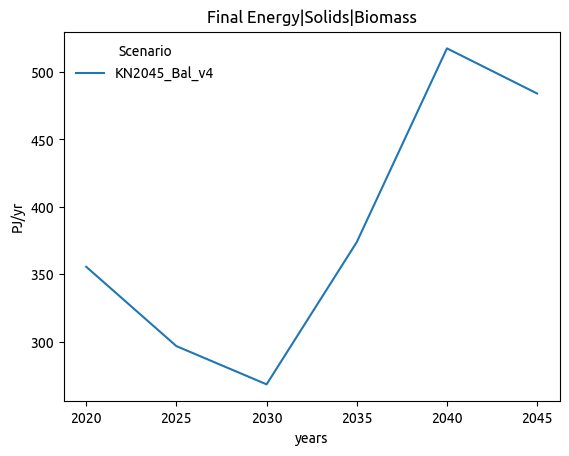 Final Energy|Solids|Biomass
Scenario
KN2045_Bal_v4
500
450
400
350
300
PJ/yr
2020 2025 2030 2035 2040 2045
years